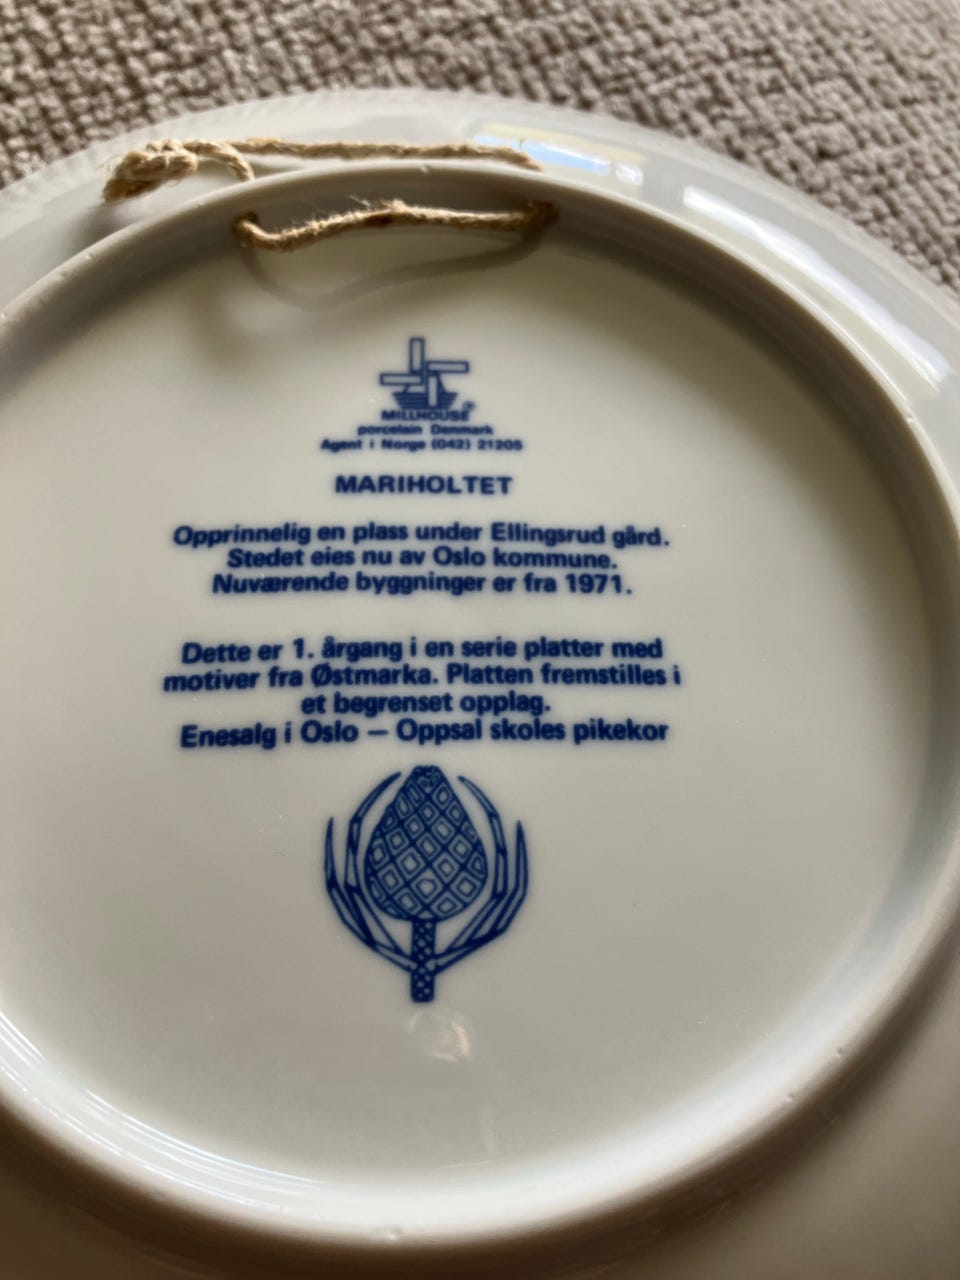 MILLHOUSE®
porcelain Denmark
Agent i Norge (042) 21205
MARIHOLTET
Opprinnelig en plass under Ellingsrud gård.
Stedet eies nu av Oslo kommune.
Nuværende byggninger er fra 1971.
Dette er 1. årgang i en serie platter med
motiver fra Østmarka. Platten fremstilles i
et begrenset opplag.
Enesalg i Oslo — Oppsal skoles pikekor